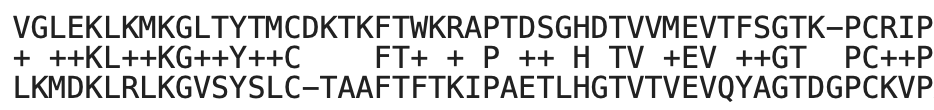 VGLEKLKMKGLTYTMCDKTKFTWKRAPTDSGHDTVVMEVTFSGTK-PCRIP
+ ++KL++KG++Y++C    FT+ + P ++ H TV +EV ++GT  PC++P
LKMDKLRLKGVSYSLC-TAAFTFTKIPAETLHGTVTVEVQYAGTDGPCKVP